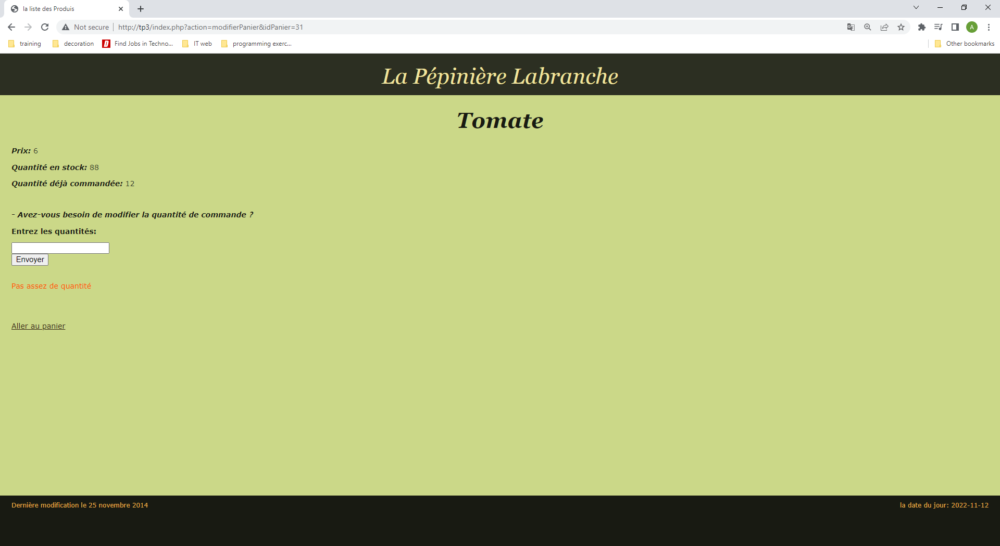 la liste des Produis
Not secure
http://tp3/index.php?action=modifierPanier&idPanier=31
A
training
decoration
D
Find Jobs in Techno...
IT web
programming exerc...
Other bookmarks
La Pépinière Labranche
Tomate
Prix: 6
Quantité en stock: 88
Quantité déjà commandée: 12
- Avez-vous besoin de modifier la quantité de commande ?
Entrez les quantités:
Envoyer
Pas assez de quantité
Aller au panier
Dernière modification le 25 novembre 2014
la date du jour: 2022-11-12